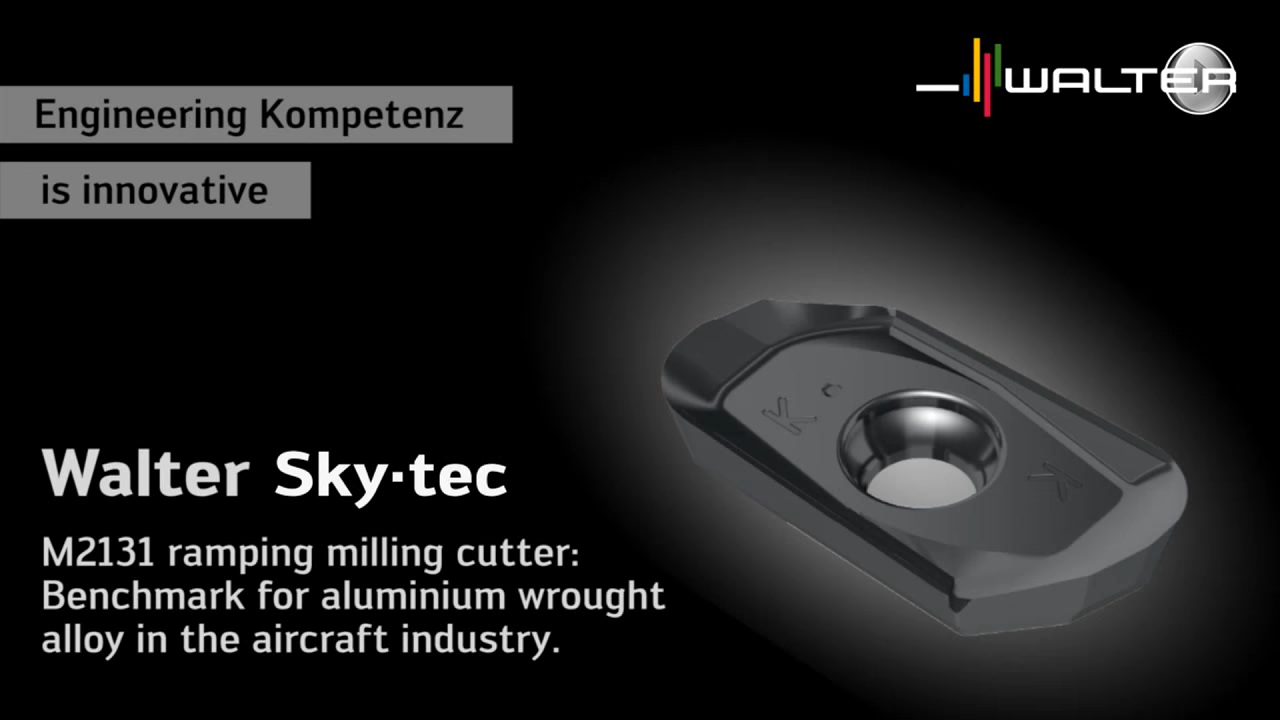 Engineering Kompetenz
is innovative
WALTER
K
K
Walter Sky·tec
M2131 ramping milling cutter:
Benchmark for aluminium wrought
alloy in the aircraft industry.